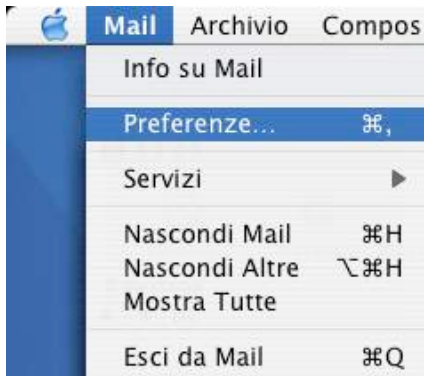 Mail Archivio Compos
Info su Mail
Preferenze... ⌘,
Servizi
Nascondi Mail ⌘H
Nascondi Altre ⌥⌘H
Mostra Tutte
Esci da Mail ⌘Q